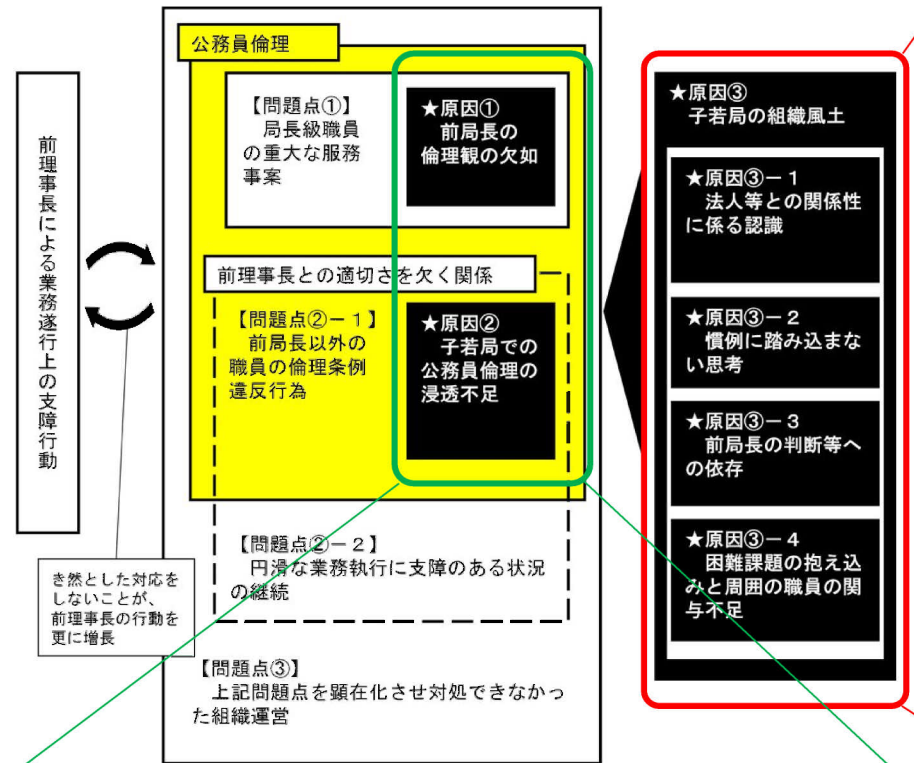 公務員倫理
【問題点①】
局長級職員
の重大な服務
事案
★原因①
前局長の
倫理観の欠如
前理事長との適切さを欠く関係
【問題点②－１】
前局長以外の
職員の倫理条例
違反行為
★原因②
子若局での
公務員倫理の
浸透不足
【問題点②－２】
円滑な業務執行に支障のある状況
の継続
【問題点③】
上記問題点を顕在化させ対処できなかっ
た組織運営
前理事長による業務遂行上の支障行動
き然とした対応を
しないことが、
前理事長の行動を
更に増長
★原因③
子若局の組織風土
★原因③－１
法人等との関係性
に係る認識
★原因③－２
慣例に踏み込まな
い思考
★原因③－３
前局長の判断等へ
の依存
★原因③－４
困難課題の抱え込
みと周囲の職員の関
与不足